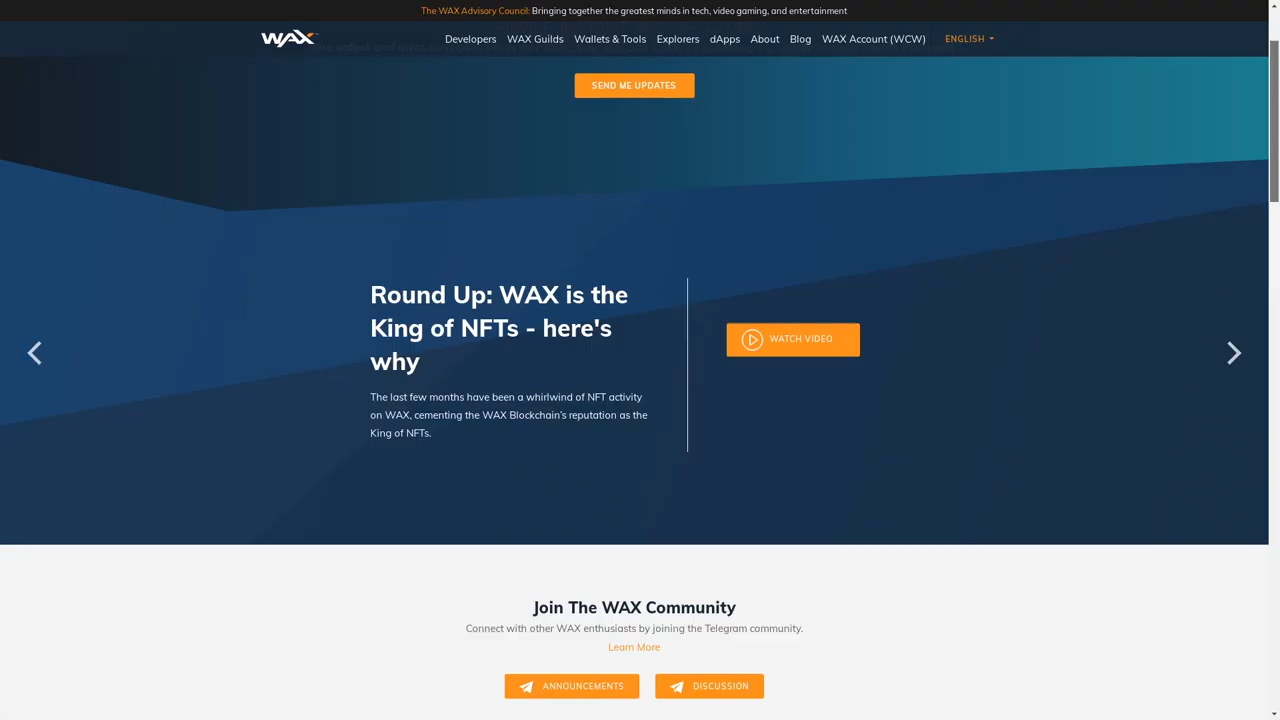 The WAX Advisory Council: Bringing together the greatest minds in tech, video gaming, and entertainment
WAX Developers WAX Guilds Wallets & Tools Explorers dApps About Blog WAX Account (WCW) ENGLISH
SEND ME UPDATES
Round Up: WAX is the
King of NFTs - here's
why
The last few months have been a whirlwind of NFT activity
on WAX, cementing the WAX Blockchain's reputation as the
King of NFTs.
WATCH VIDEO
Join The WAX Community
Connect with other WAX enthusiasts by joining the Telegram community.
Learn More
ANNOUNCEMENTS DISCUSSION